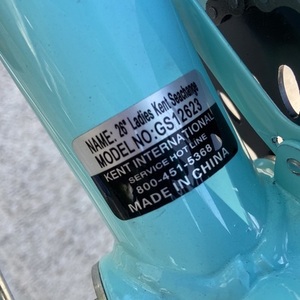 NAME: 26" Ladies Kent Seachange
MODEL NO: GS12623
KENT INTERNATIONAL
SERVICE HOT LINE
800-451-5368
MADE IN CHINA